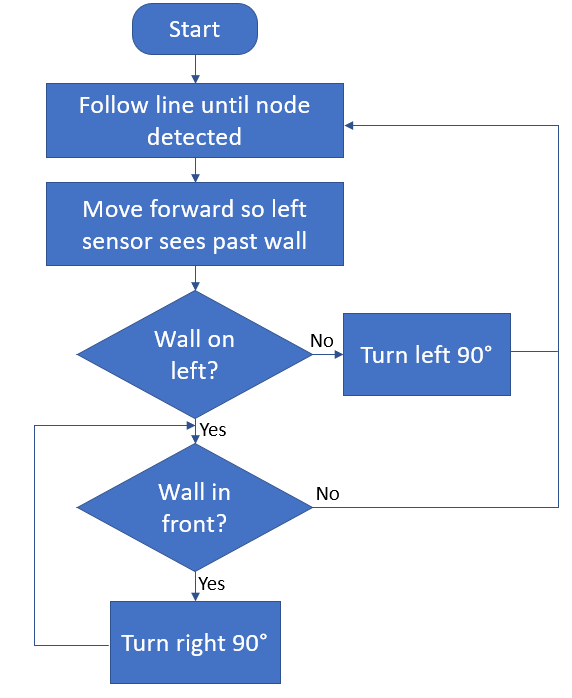 Start
Follow line until node
detected
Move forward so left
sensor sees past wall
Wall on
left?
No
Turn left 90°
Yes
Wall in
front?
No
Yes
Turn right 90°